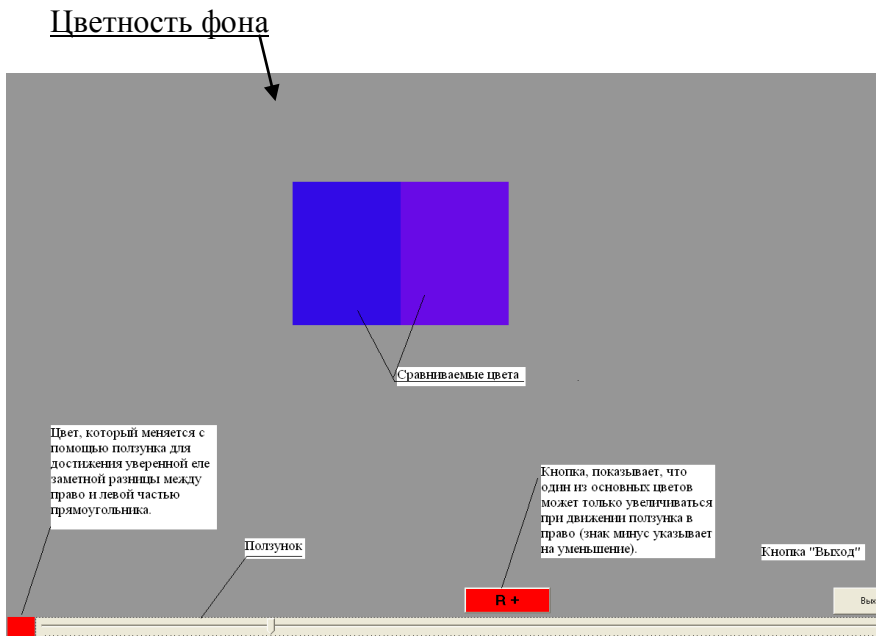 Цветность фона
Сравниваемые цвета
Цвет, который меняется с
помощью ползунка для
достижения уверенной еле
заметной разницы между
право и левой частью
прямоугольника.
Кнопка, показывает, что
один из основных цветов
может только увеличиваться
при движении ползунка в
право (знак минус указывает
на уменьшение).
Ползунок
Кнопка "Выход"
R +